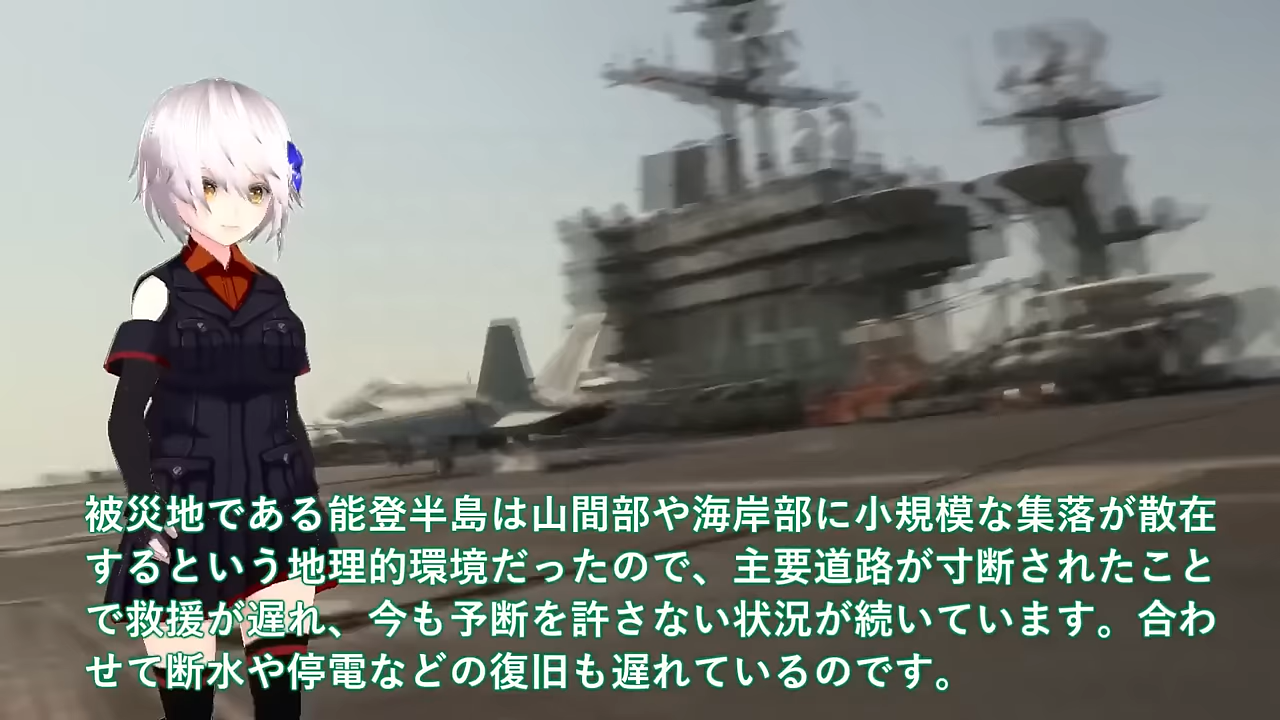 被災地である能登半島は山間部や海岸部に小規模な集落が散在
するという地理的環境だったので、主要道路が寸断されたこと
で救援が遅れ、今も予断を許さない状況が続いています。合わ
せて断水や停電などの復旧も遅れているのです。